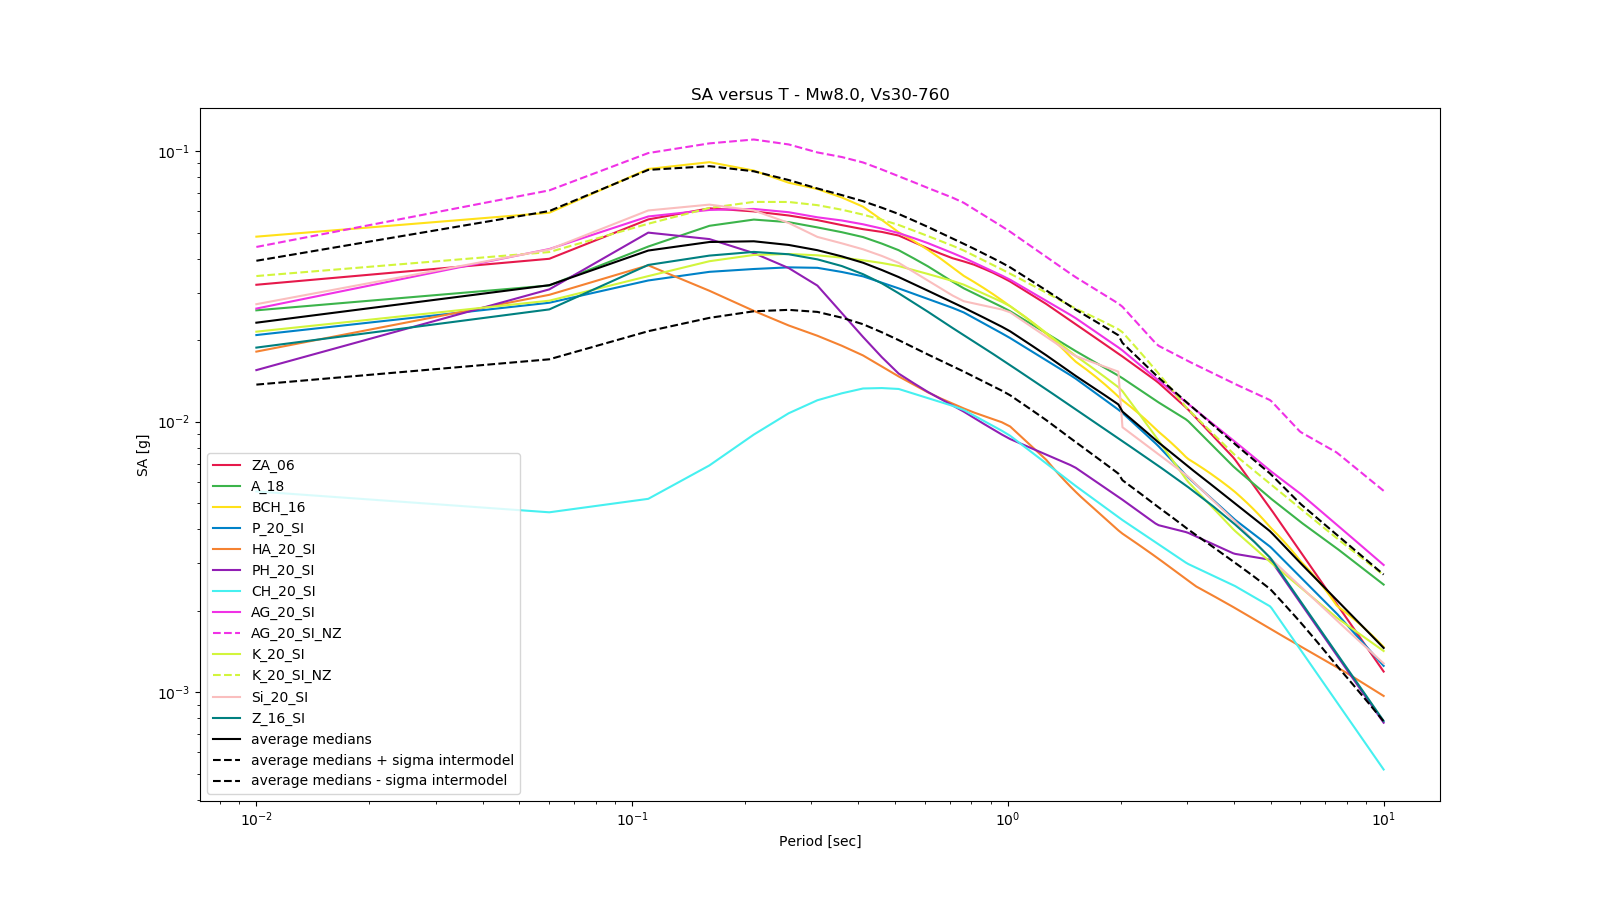 SA versus T - Mw8.0, Vs30-760
10⁻¹
10⁻²
10⁻³
SA [g]
ZA_06
A_18
BCH_16
P_20_SI
HA_20_SI
PH_20_SI
CH_20_SI
AG_20_SI
AG_20_SI_NZ
K_20_SI
K_20_SI_NZ
Si_20_SI
Z_16_SI
average medians
average medians + sigma intermodel
average medians - sigma intermodel
10⁻² 10⁻¹ 10⁰ 10¹
Period [sec]